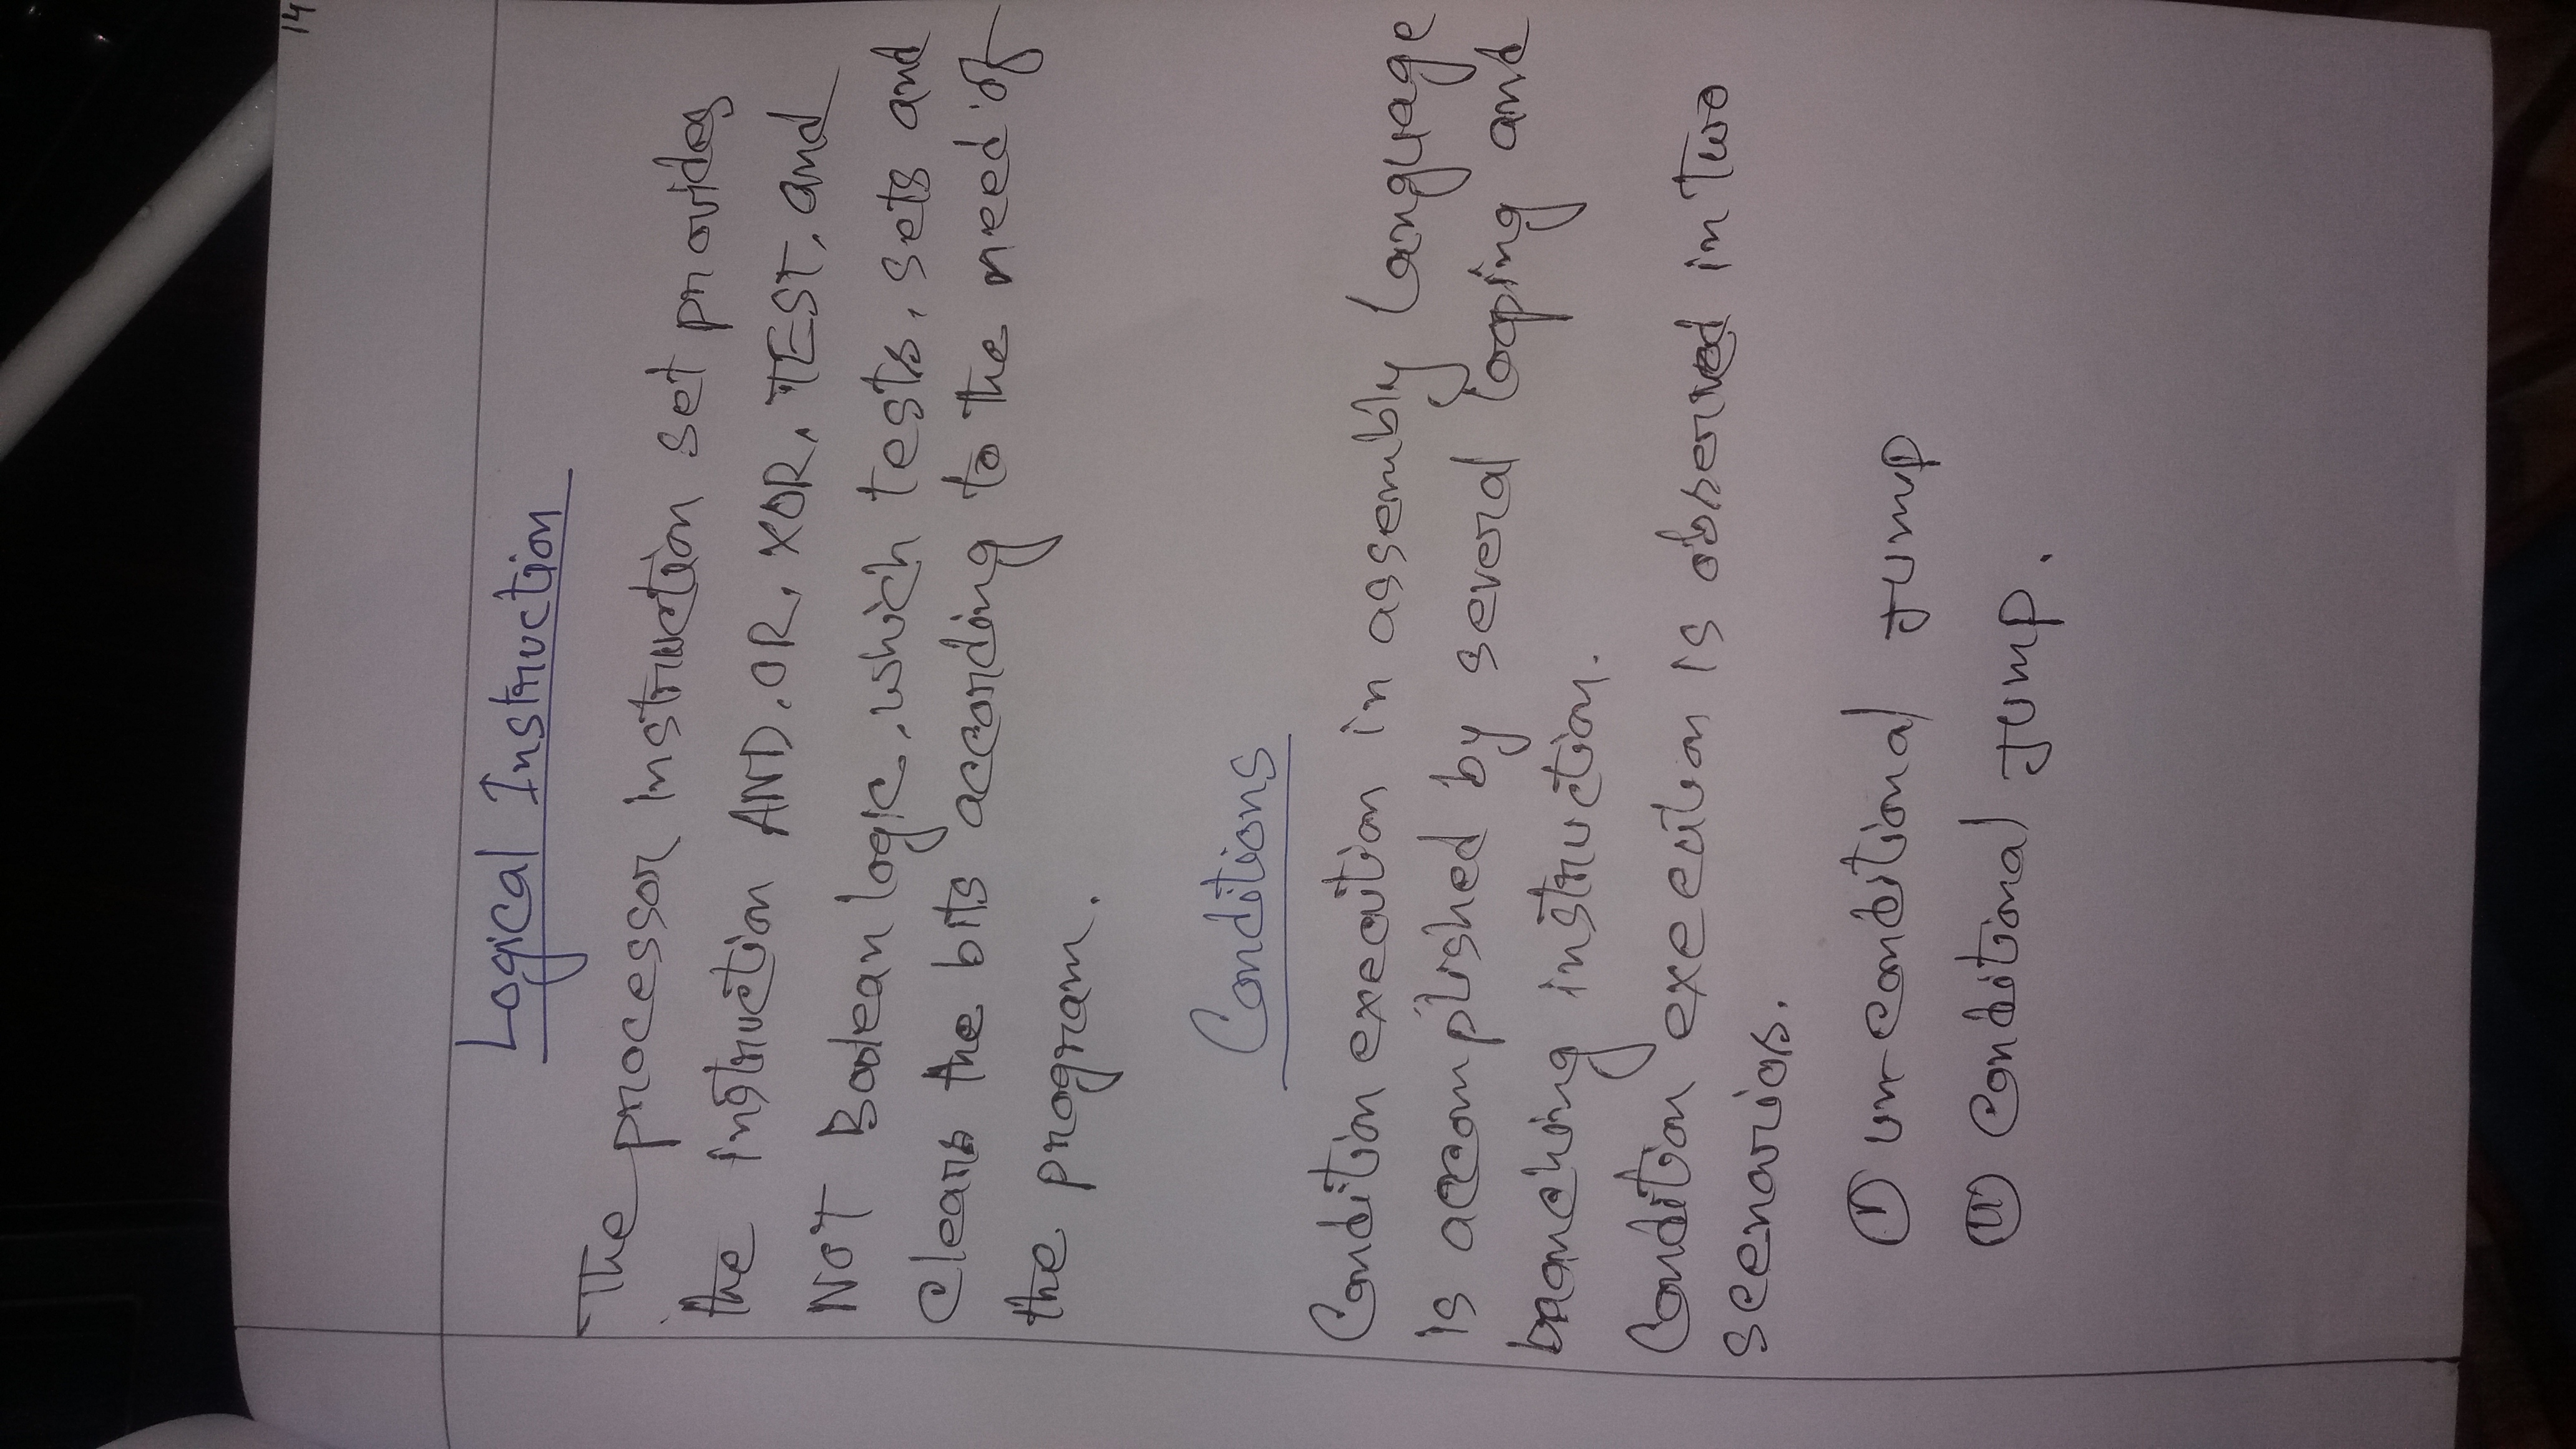 14
Logical Instruction
The processor instruction set provides
the instruction AND, OR, XOR, TEST, and
NOT Boolean logic, which tests, sets and
Clears the bits according to the need of
the program.
Conditions
Condition execution in assembly language
is accomplished by several looping and
branching instruction.
Condition execution is observed in two
scenarios.
(i) un-conditional Jump
(ii) Conditional Jump.